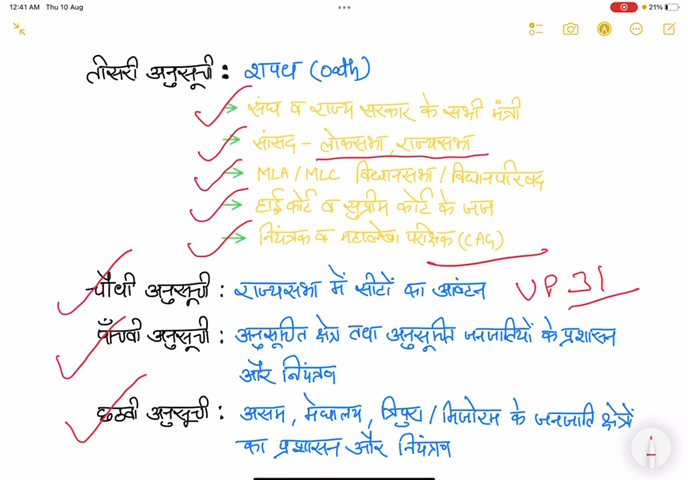 12:41 AM Thu 10 Aug
21%
तीसरी अनुसूची : शपथ (Oath)
→ संघ व राज्य सरकार के सभी मंत्री
→ सांसद - लोकसभा, राज्यसभा
→ MLA / MLC विधानसभा / विधानपरिषद
→ हाईकोर्ट व सुप्रीम कोर्ट के जज
→ नियंत्रक व महालेखा परीक्षिक (CAG)
चौथी अनुसूची : राज्यसभा में सीटों का आवंटन UP 31
पाँचवी अनुसूची : अनुसूचित क्षेत्र तथा अनुसूचित जनजातियों के प्रशासन
और नियंत्रण
छठवी अनुसूची : असम, मेघालय, त्रिपुरा / मिजोरम के जनजाति क्षेत्रों
का प्रशासन और नियंत्रण